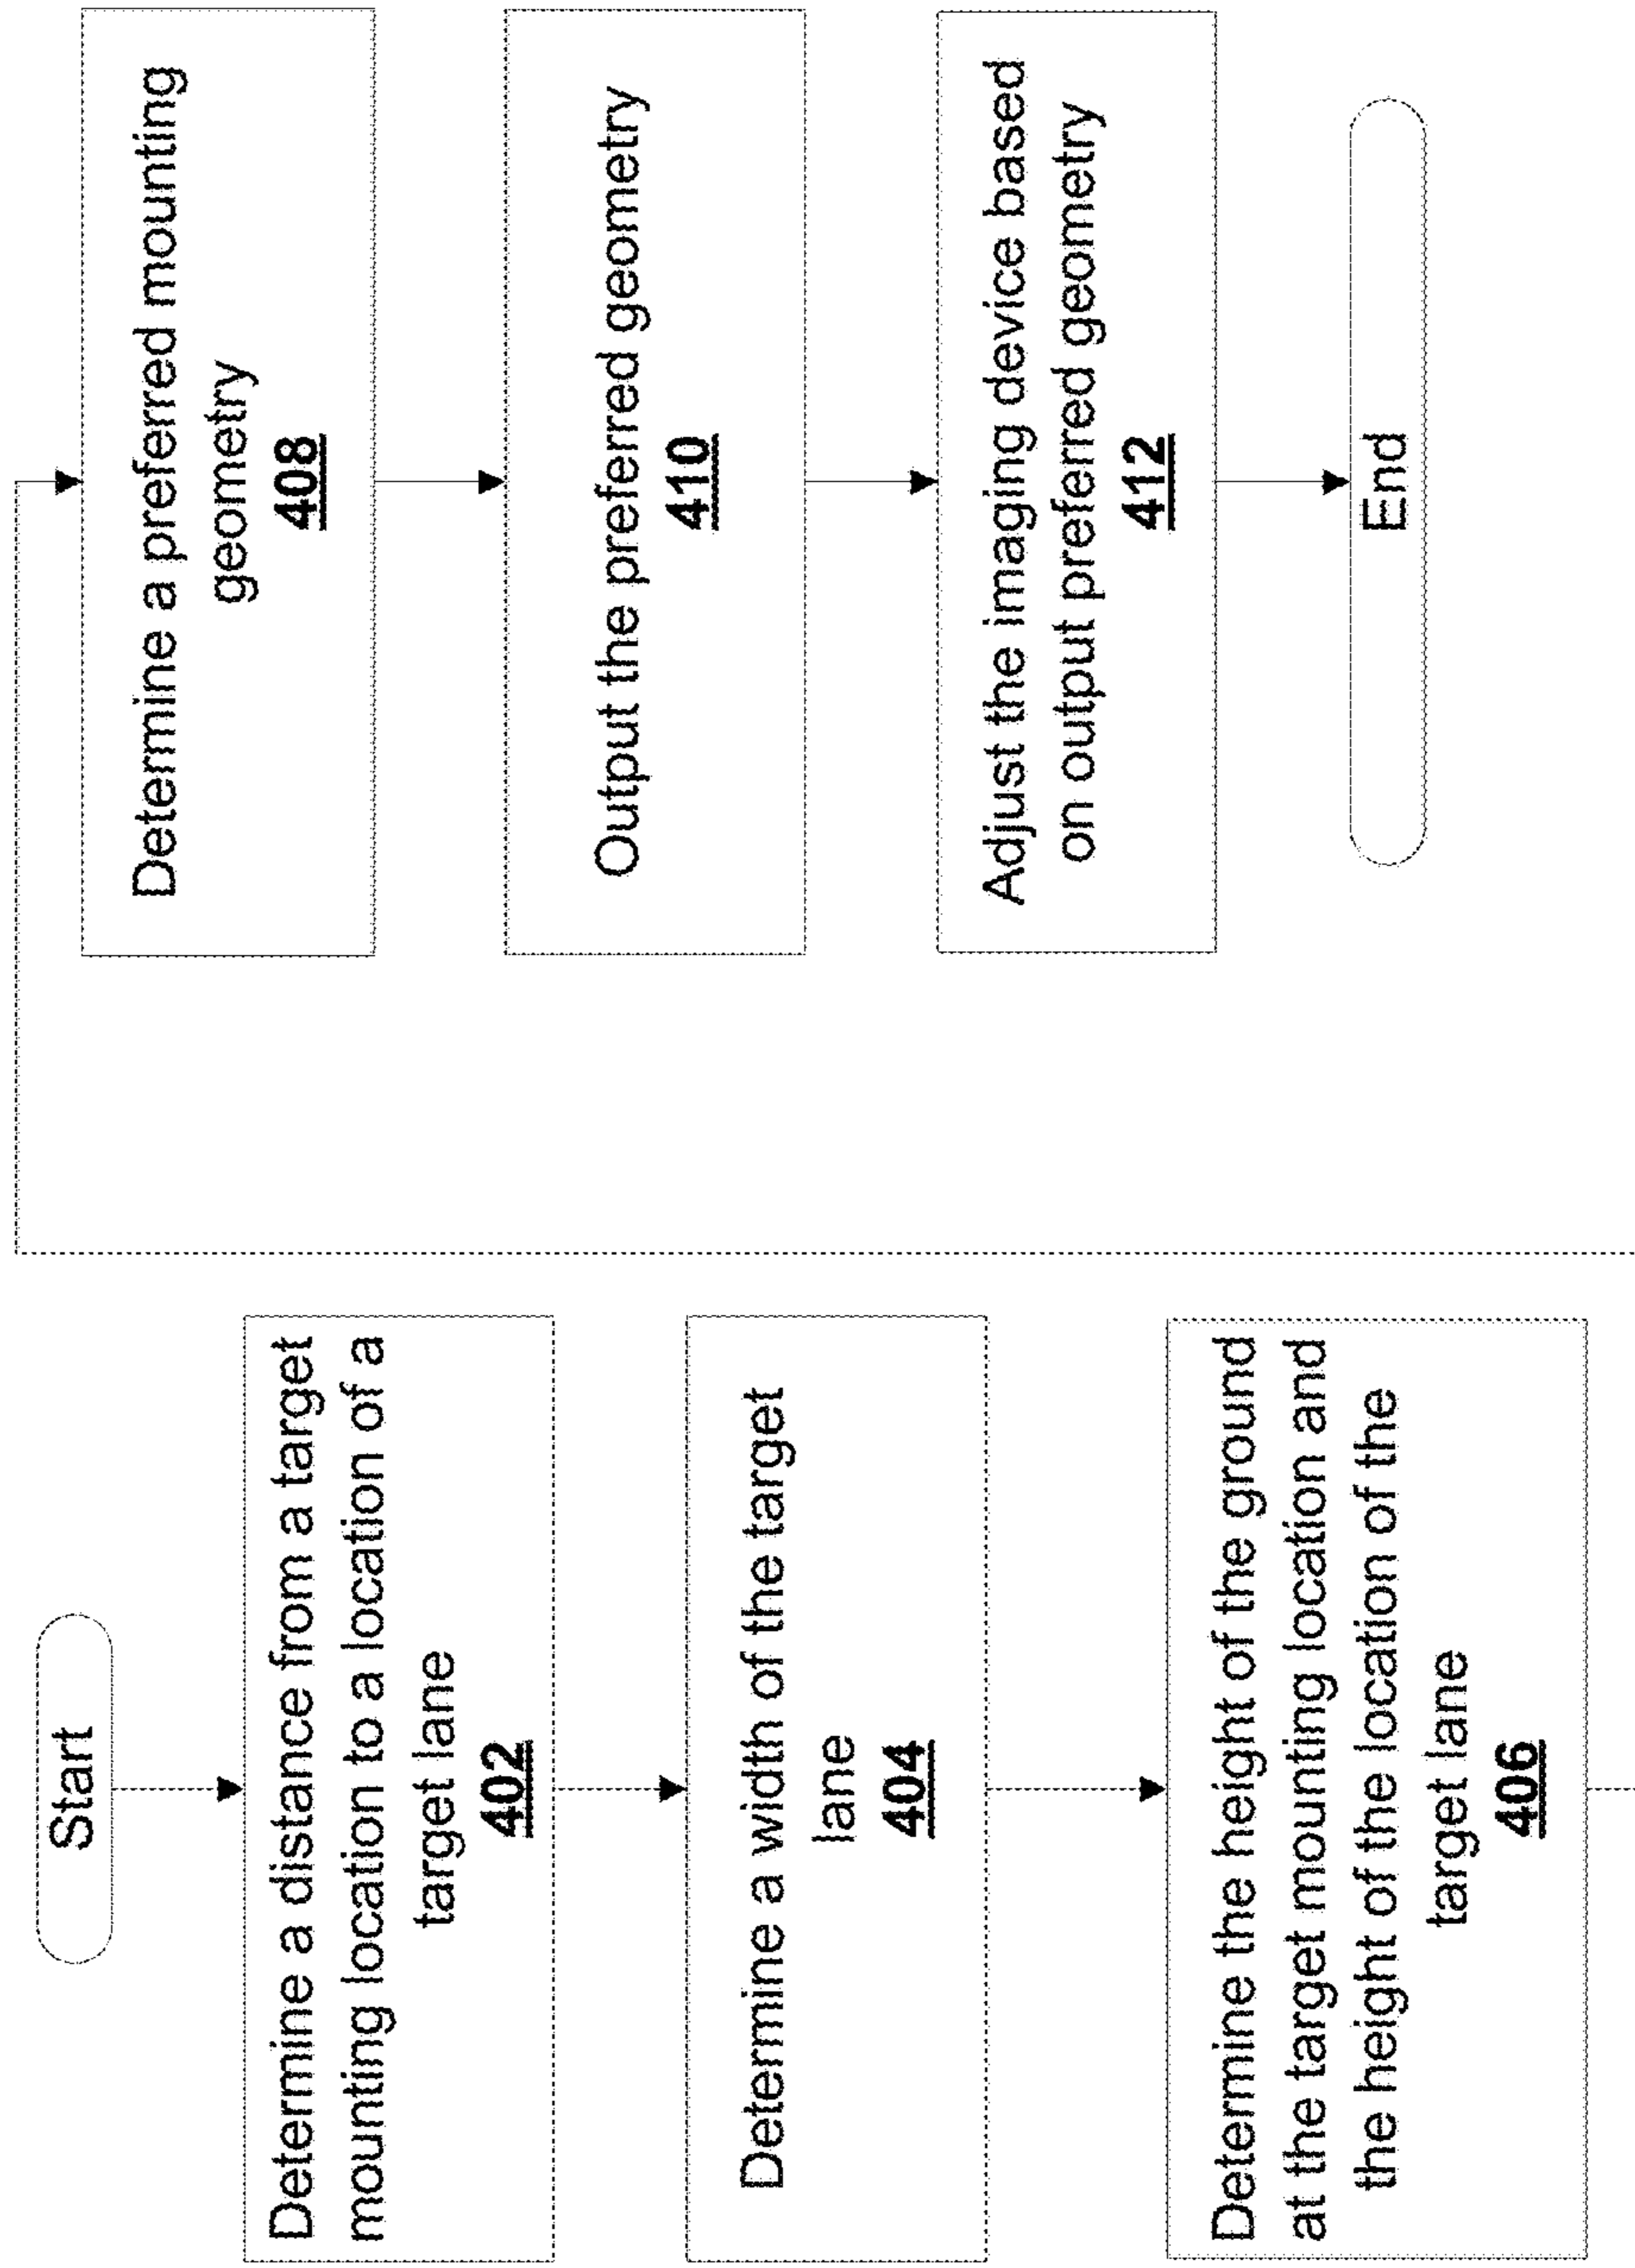 Start
Determine a distance from a target
mounting location to a location of a
target lane
402
Determine a width of the target
lane
404
Determine the height of the ground
at the target mounting location and
the height of the location of the
target lane
406
Determine a preferred mounting
geometry
408
Output the preferred geometry
410
Adjust the imaging device based
on output preferred geometry
412
End